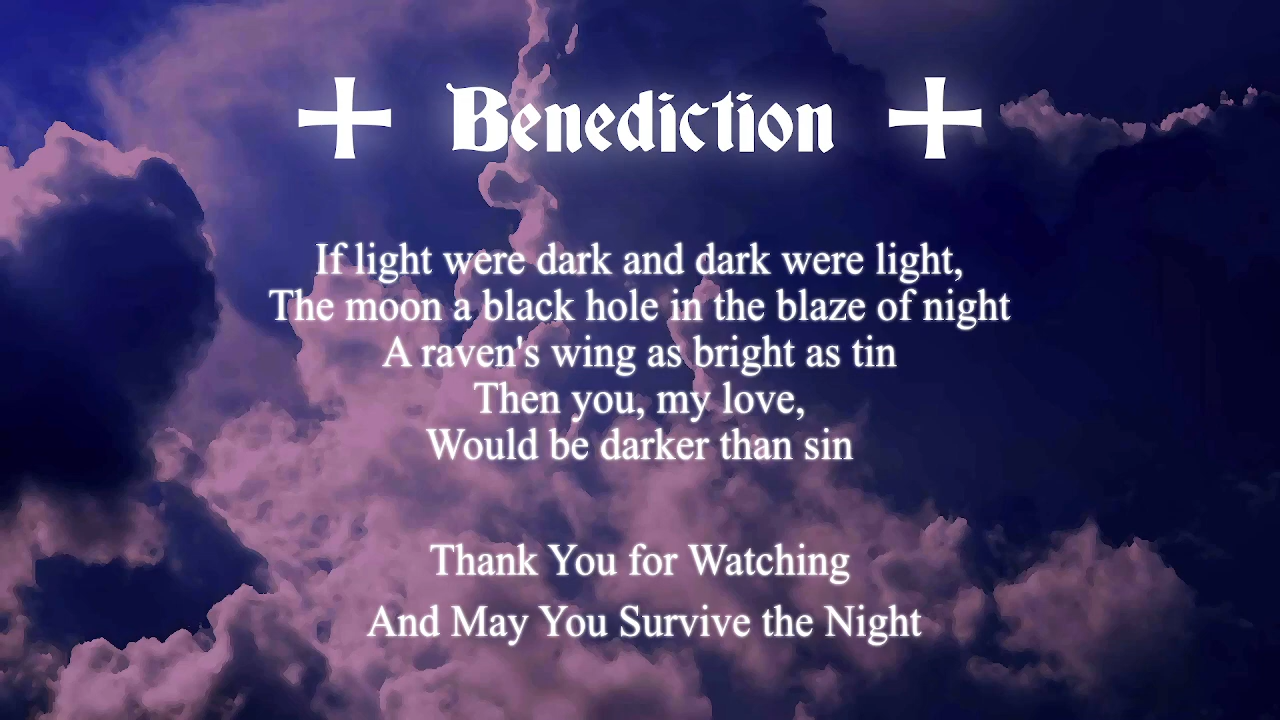 Benediction
If light were dark and dark were light,
The moon a black hole in the blaze of night
A raven's wing as bright as tin
Then you, my love,
Would be darker than sin
Thank You for Watching
And May You Survive the Night